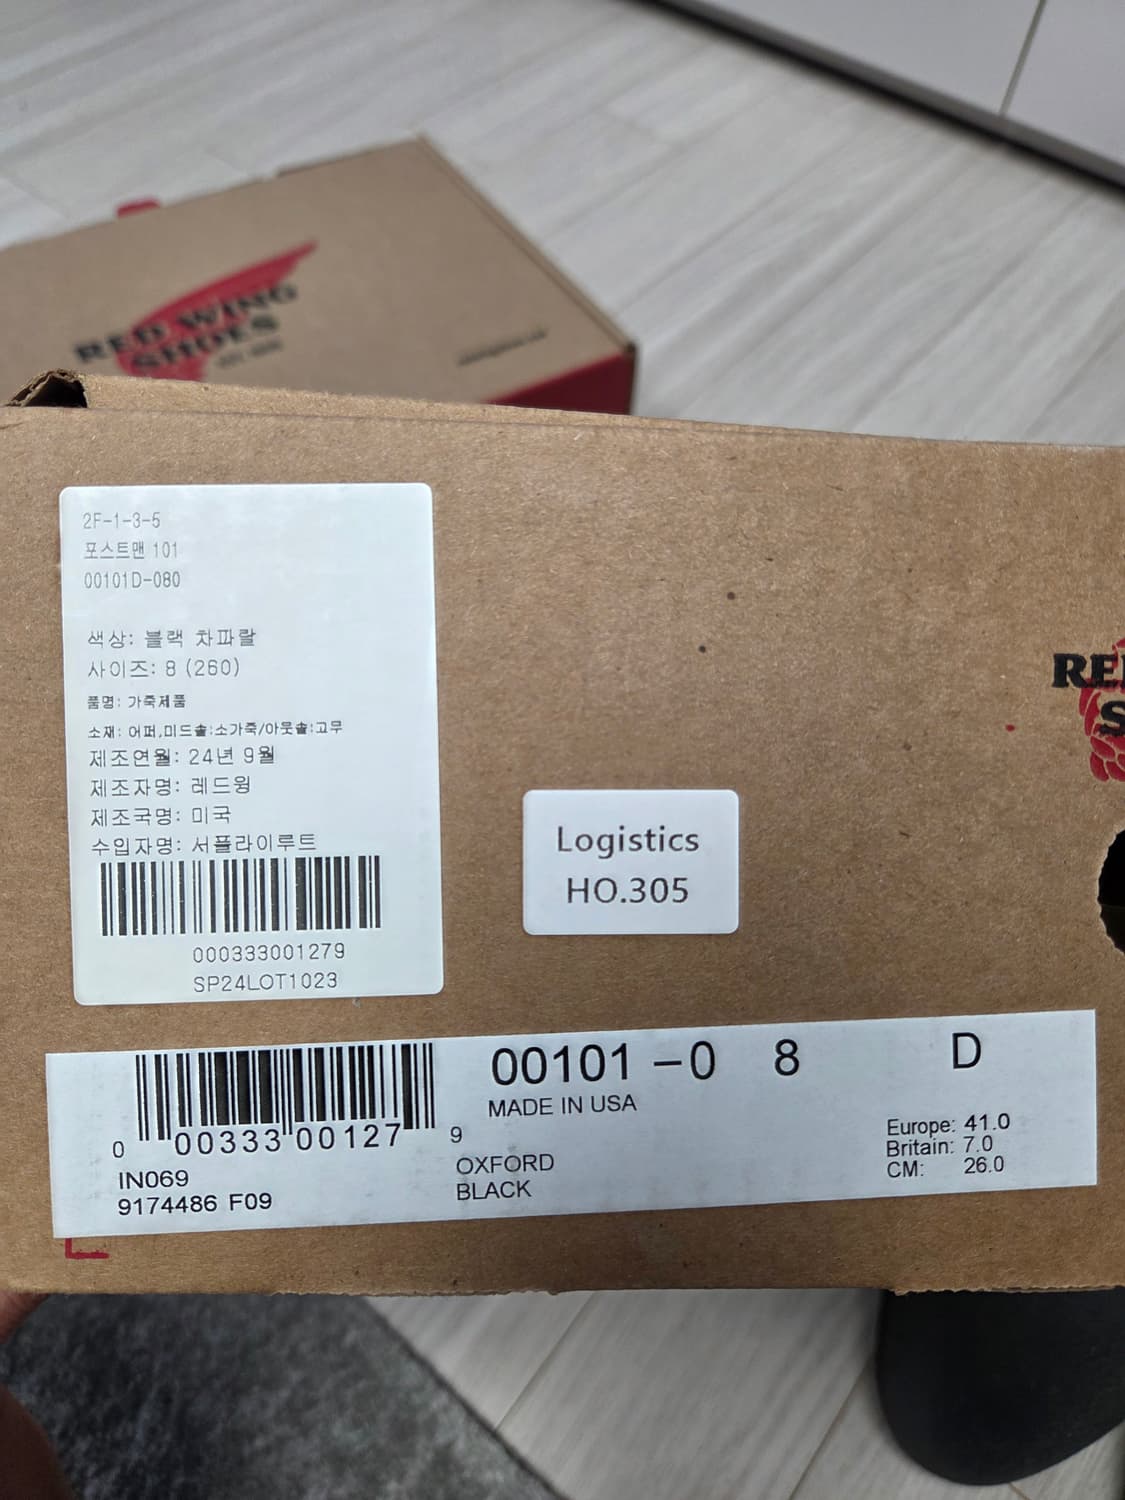 RED WING
SHOES
2F-1-3-5
포스트맨 101
00101D-080
색상: 블랙 차파랄
사이즈: 8 (260)
품명: 가죽제품
소재: 어퍼,미드솔:소가죽/아웃솔:고무
제조연월: 24년 9월
제조자명: 레드윙
제조국명: 미국
수입자명: 서플라이루트
000333001279
SP24LOT1023
Logistics
HO.305
RE
S
00101 -0 8 D
MADE IN USA
0 00333 00127 9
IN069
9174486 F09
OXFORD
BLACK
Europe: 41.0
Britain: 7.0
CM: 26.0